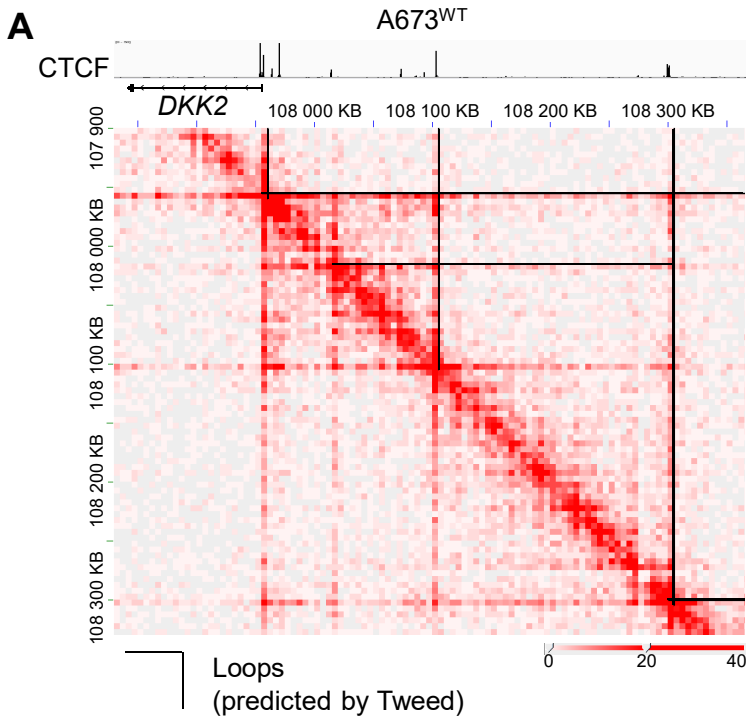 A
A673WT
CTCF
DKK2
108 000 KB 108 100 KB 108 200 KB 108 300 KB
107 900
108 000 KB
108 100 KB
108 200 KB
108 300 KB
0 20 40
Loops
(predicted by Tweed)